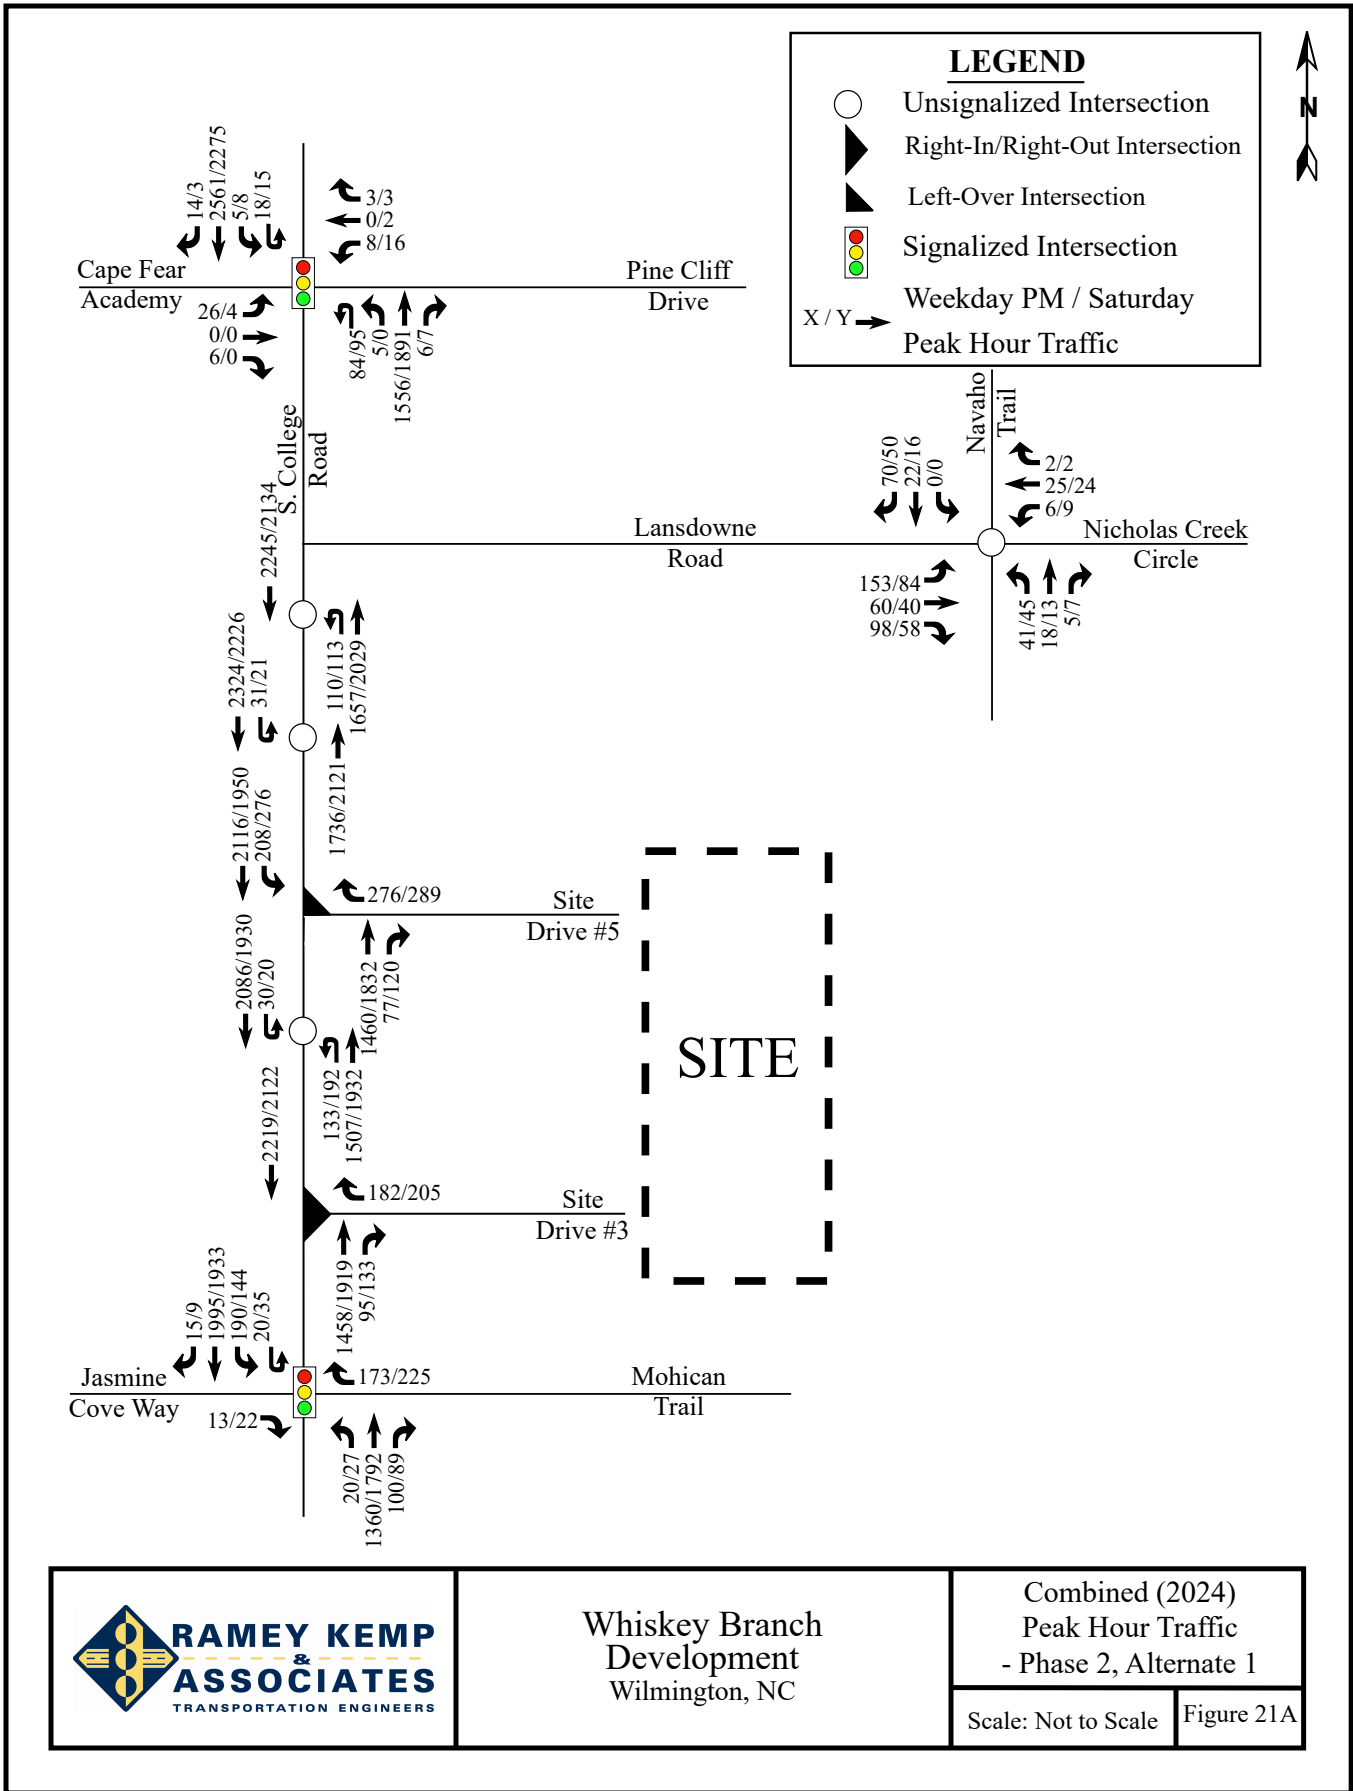 LEGEND
Unsignalized Intersection
Right-In/Right-Out Intersection
Left-Over Intersection
Signalized Intersection
X / Y
Weekday PM / Saturday
Peak Hour Traffic
N
14/3
2561/2275
5/8
18/15
3/3
0/2
8/16
Cape Fear
Academy
Pine Cliff
Drive
26/4
0/0
6/0
84/95
5/0
1556/1891
6/7
S. College
Road
Navaho
Trail
70/50
22/16
0/0
2/2
25/24
6/9
Lansdowne
Road
Nicholas Creek
Circle
153/84
60/40
98/58
41/45
18/13
5/7
2245/2134
110/113
1657/2029
2324/2226
31/21
1736/2121
2116/1950
208/276
276/289
Site
Drive #5
1460/1832
77/120
2086/1930
30/20
133/192
1507/1932
SITE
2219/2122
182/205
Site
Drive #3
1458/1919
95/133
15/9
1995/1933
190/144
20/35
173/225
Jasmine
Cove Way
Mohican
Trail
13/22
20/27
1360/1792
100/89
RAMEY KEMP
&
ASSOCIATES
TRANSPORTATION ENGINEERS
Whiskey Branch
Development
Wilmington, NC
Combined (2024)
Peak Hour Traffic
- Phase 2, Alternate 1
Scale: Not to Scale
Figure 21A